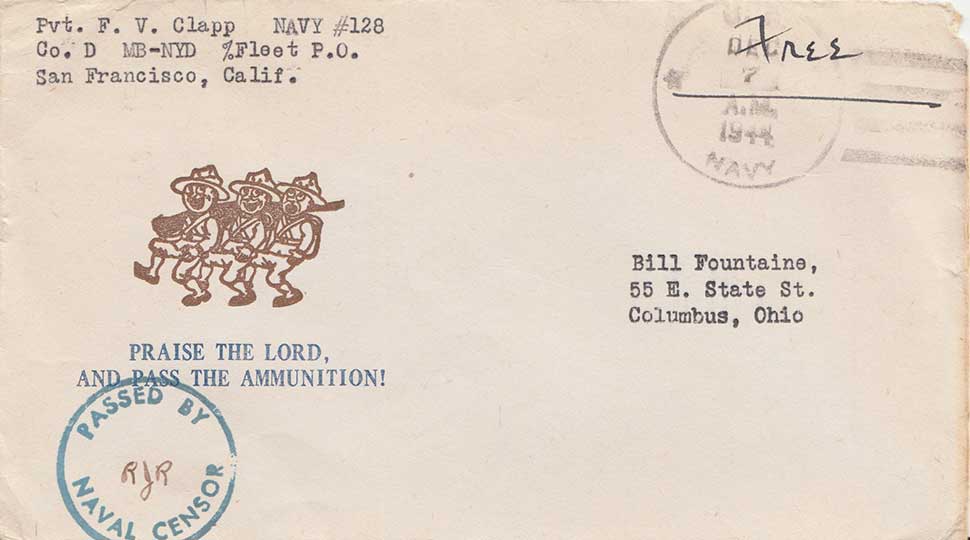 Pvt. F. V. Clapp NAVY #128
Co. D MB-NYD %Fleet P.O.
San Francisco, Calif.
Free
DEC
7
A.M.
1944
NAVY
Bill Fountaine,
55 E. State St.
Columbus, Ohio
PRAISE THE LORD,
AND PASS THE AMMUNITION!
PASSED BY
RJR
NAVAL CENSOR